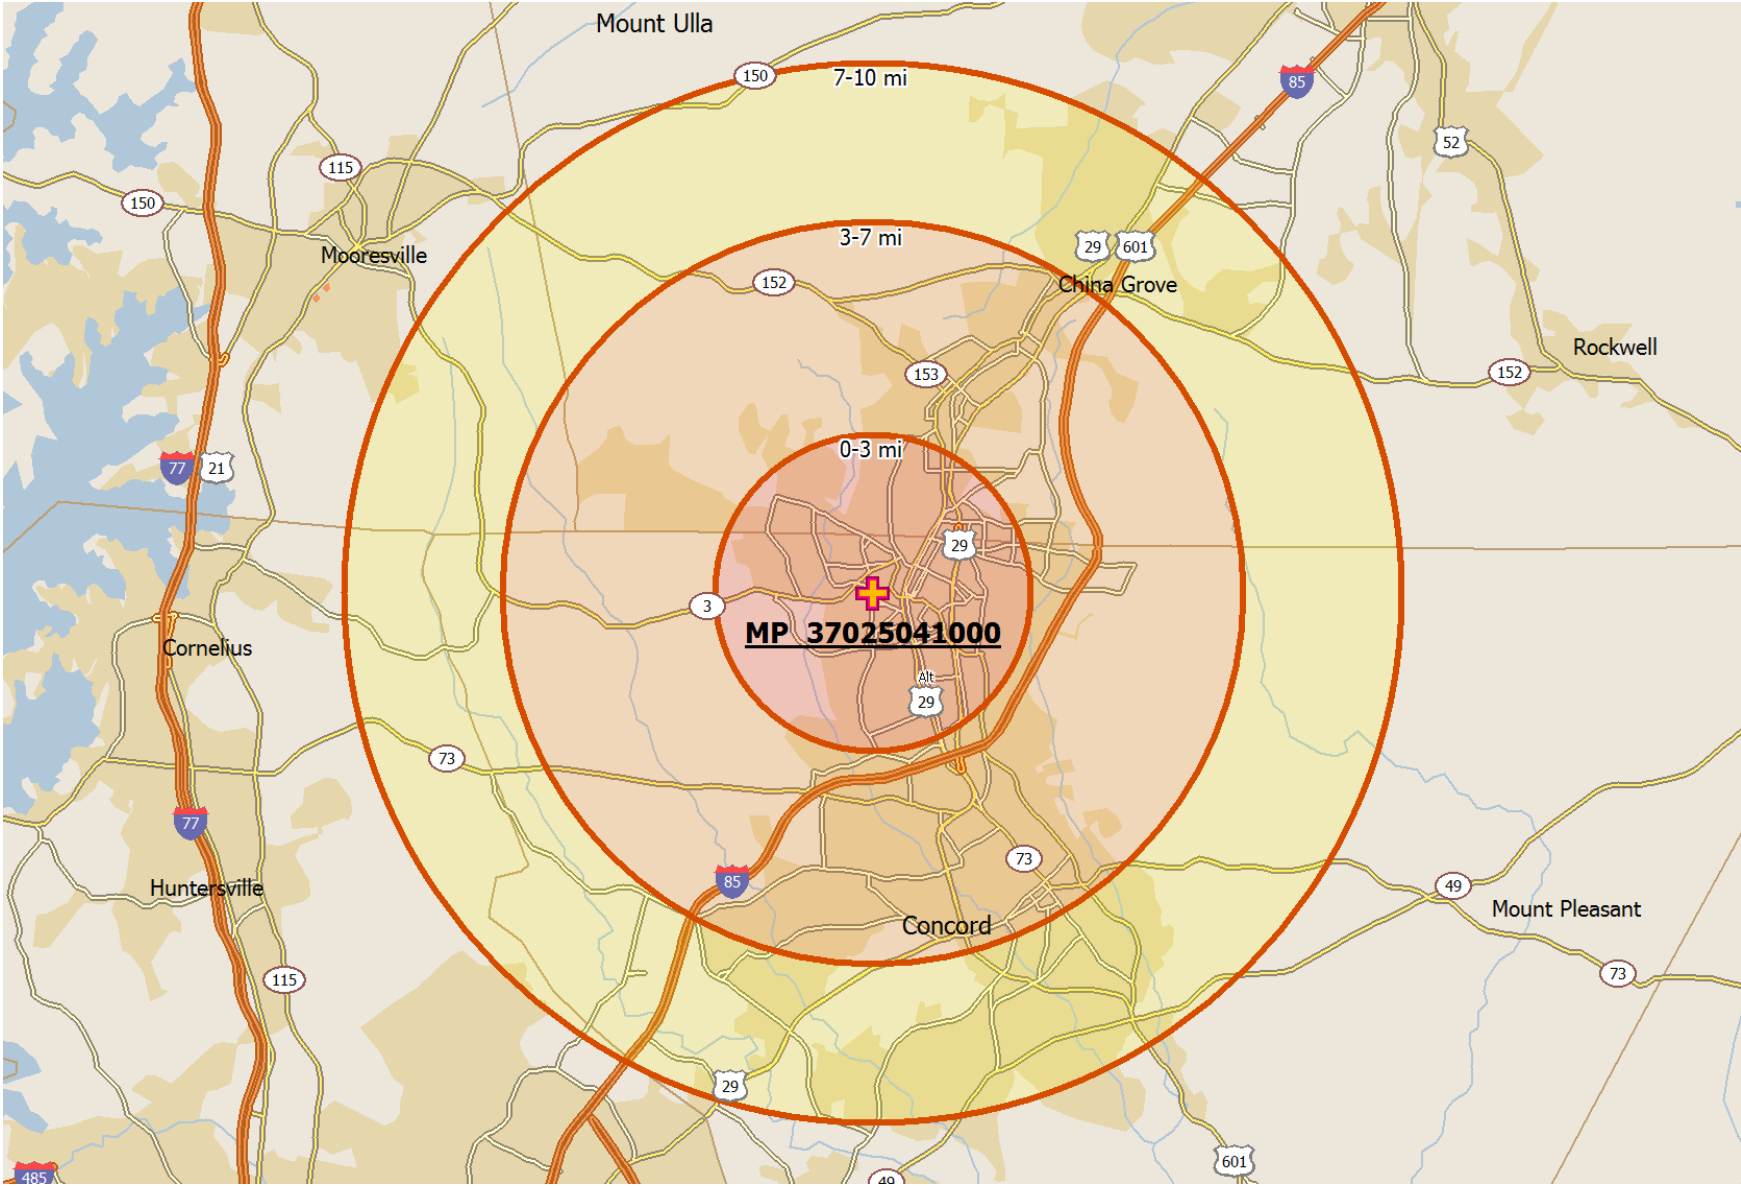 Mount Ulla
150
7-10 mi
85
52
115
150
3-7 mi
29
601
Mooresville
152
China Grove
Rockwell
153
152
0-3 mi
77
21
29
3
MP 37025041000
Cornelius
Alt
29
73
77
73
85
49
Huntersville
Mount Pleasant
Concord
73
115
29
601
485
49